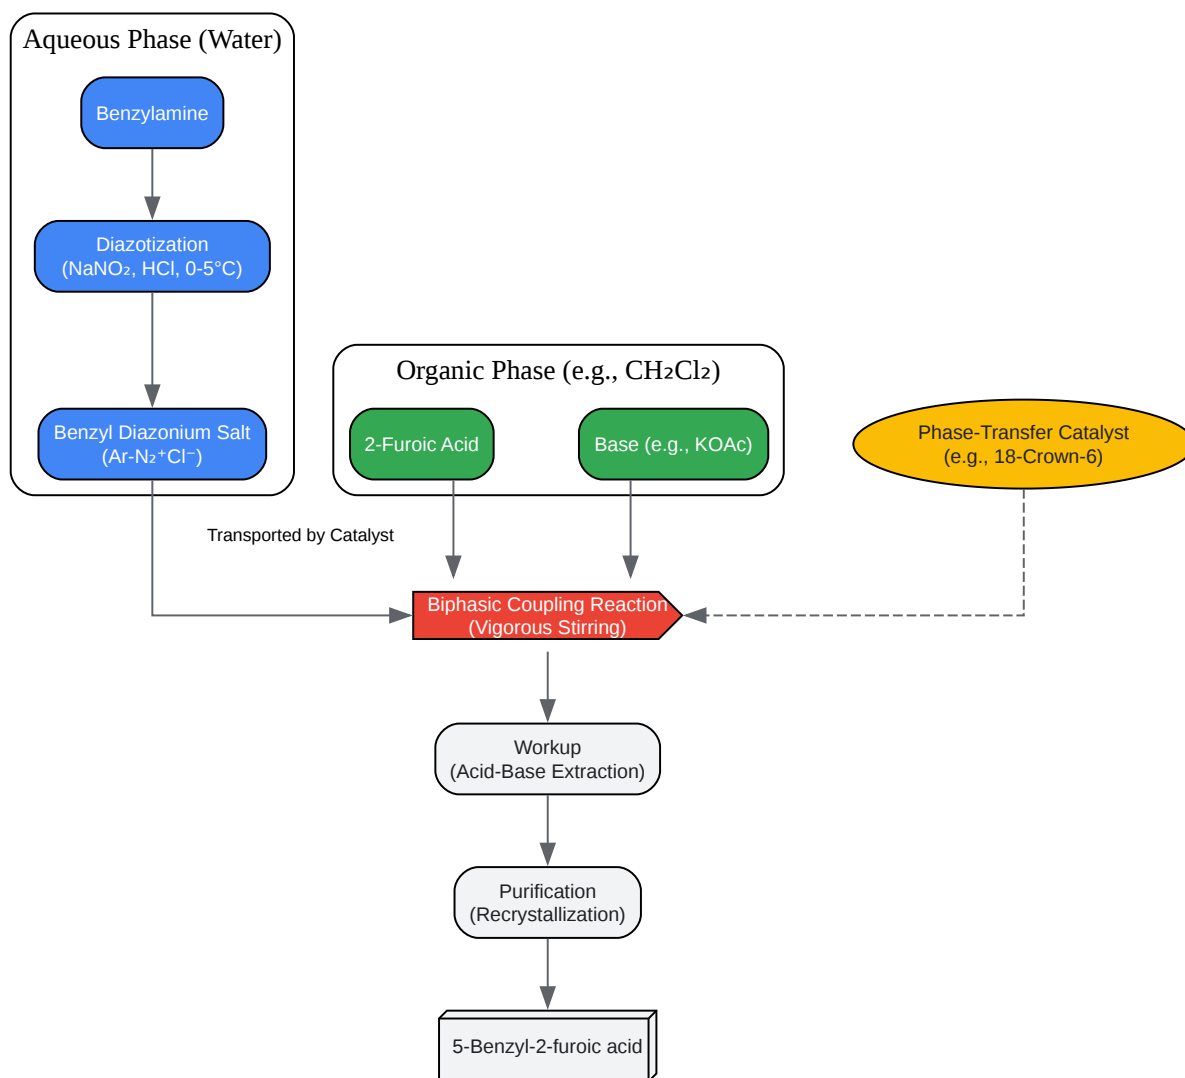 Aqueous Phase (Water)
Benzylamine
Diazotization
(NaNO₂, HCl, 0-5°C)
Benzyl Diazonium Salt
(Ar-N₂⁺Cl⁻)
Organic Phase (e.g., CH₂Cl₂)
2-Furoic Acid
Base (e.g., KOAc)
Phase-Transfer Catalyst
(e.g., 18-Crown-6)
Transported by Catalyst
Biphasic Coupling Reaction
(Vigorous Stirring)
Workup
(Acid-Base Extraction)
Purification
(Recrystallization)
5-Benzyl-2-furoic acid